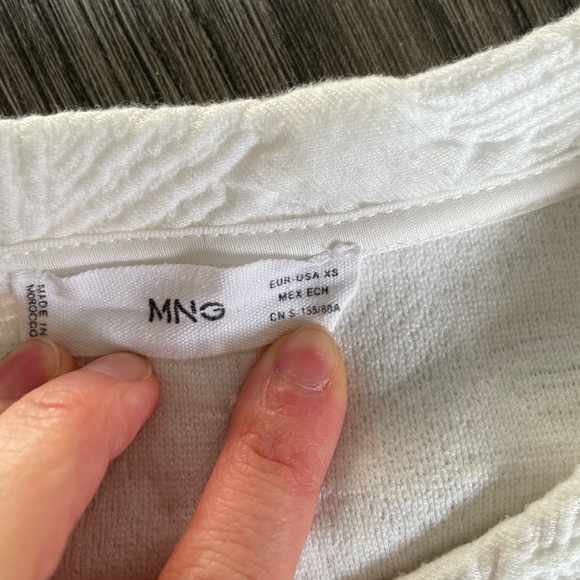 MADE IN
MOROCCO
MNG
EUR-USA XS
MEX ECH
CN S 155/80A